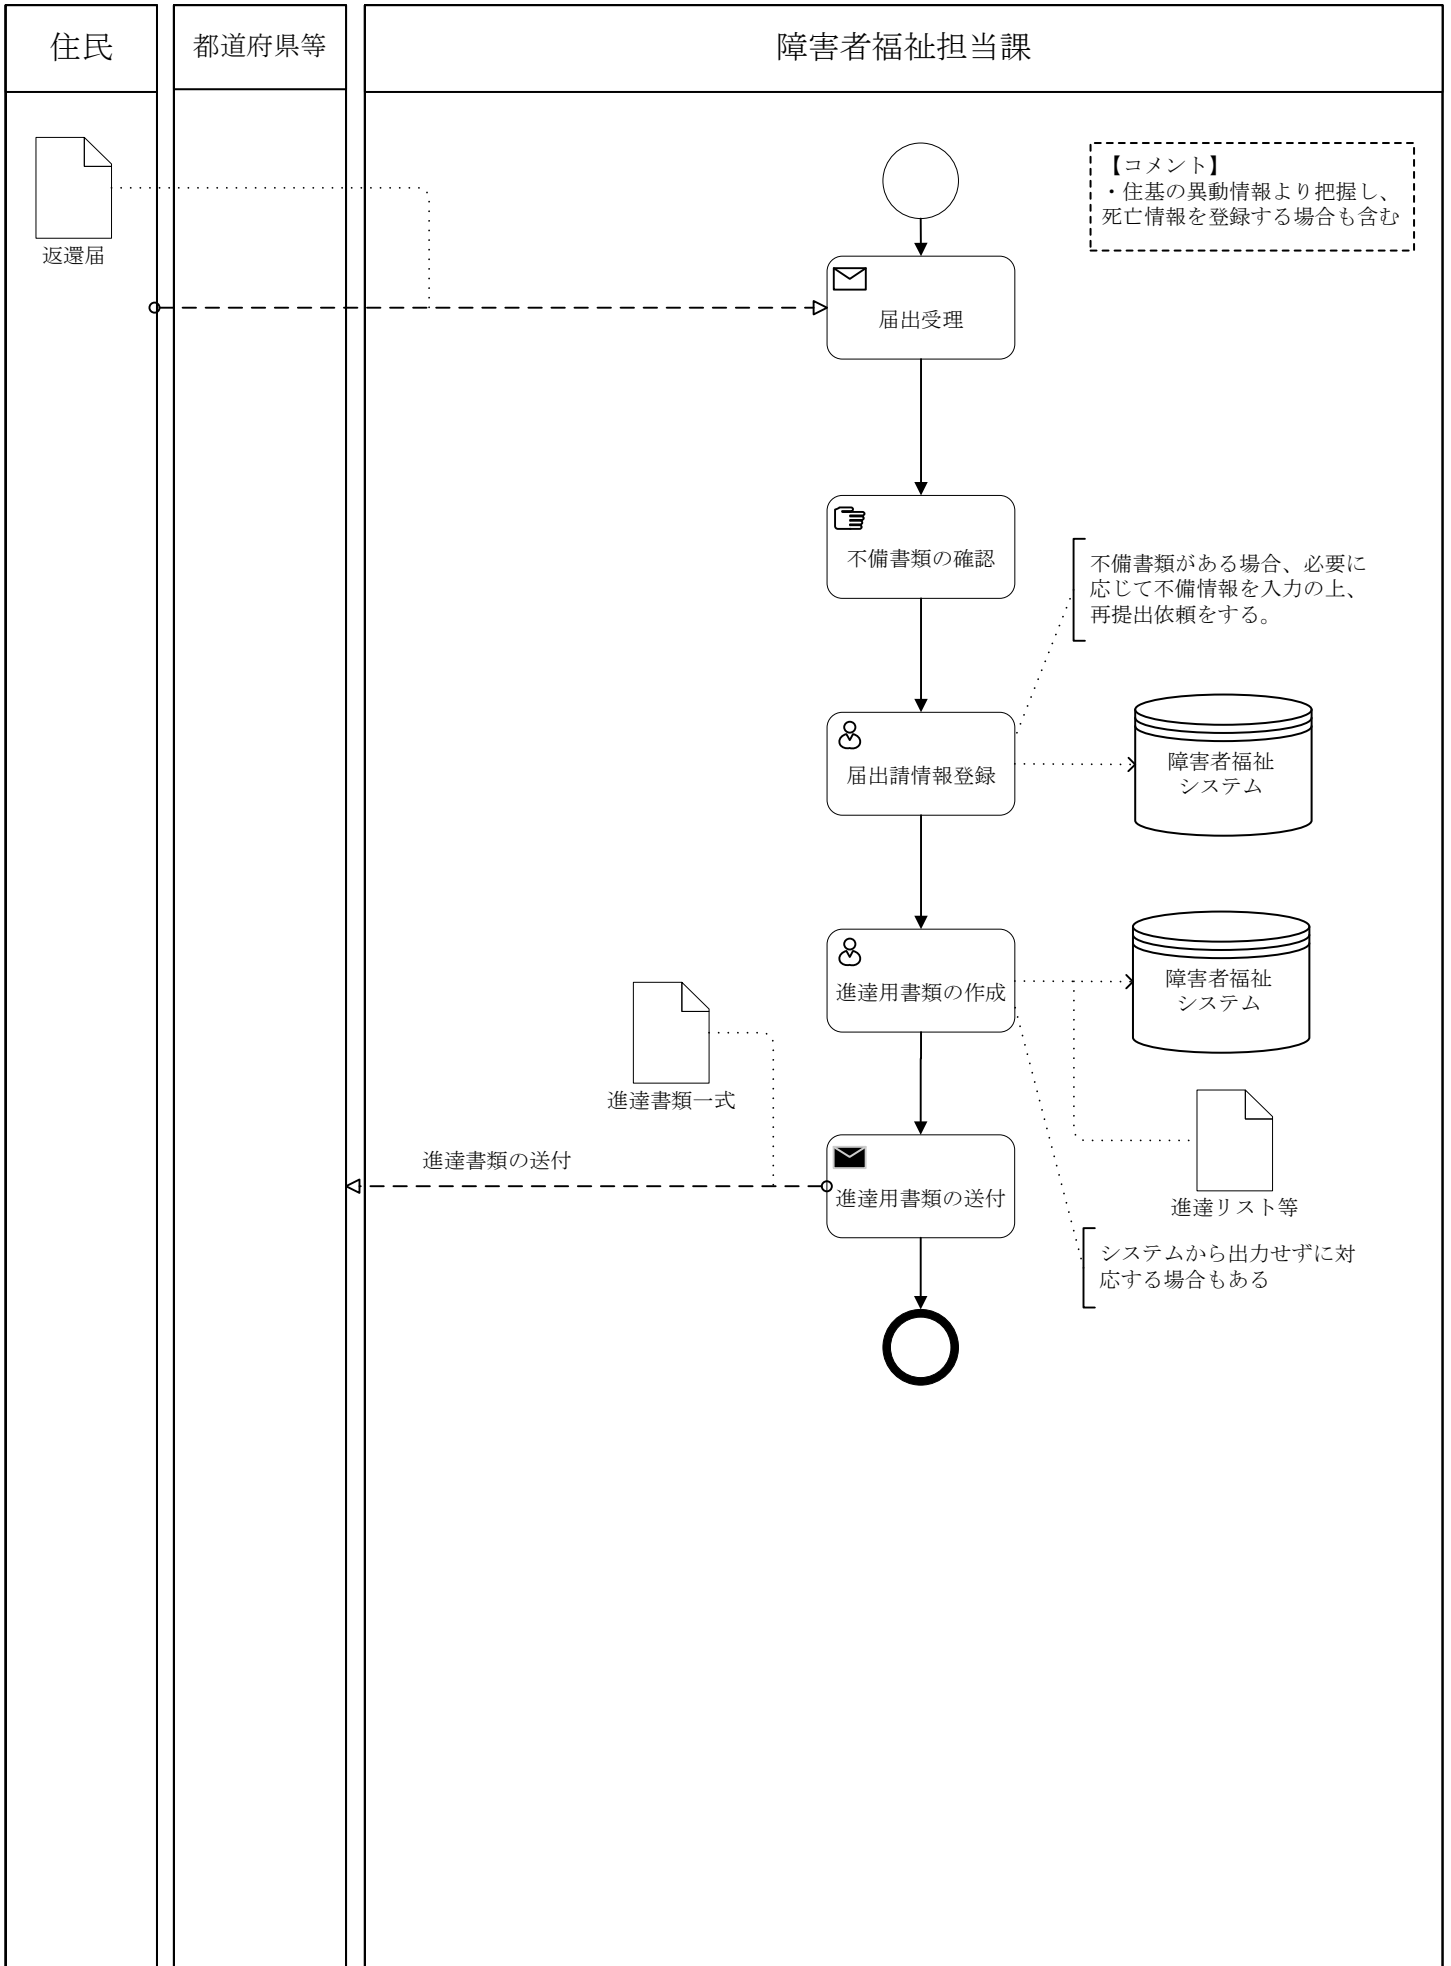 住民
都道府県等
障害者福祉担当課
返還届
【コメント】
・住基の異動情報より把握し、
死亡情報を登録する場合も含む
届出受理
不備書類の確認
不備書類がある場合、必要に
応じて不備情報を入力の上、
再提出依頼をする。
届出請情報登録
障害者福祉
システム
進達用書類の作成
障害者福祉
システム
進達書類一式
進達リスト等
進達書類の送付
進達用書類の送付
システムから出力せずに対
応する場合もある